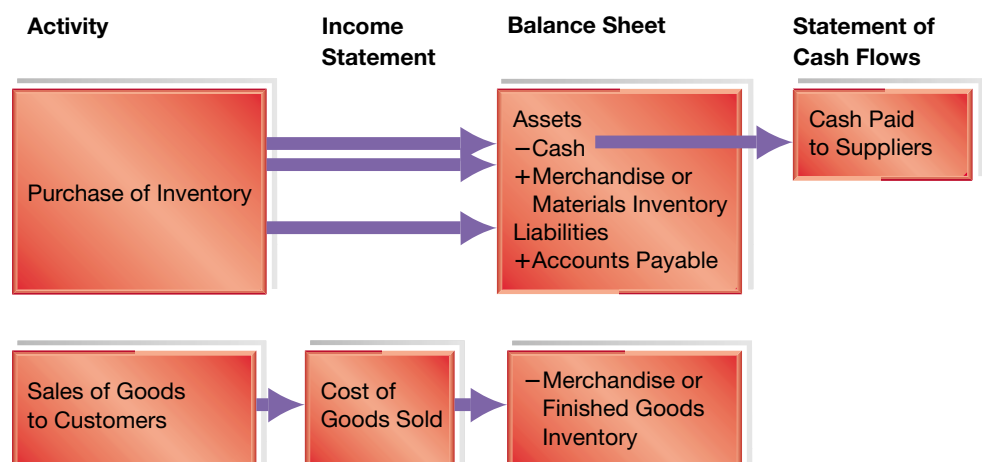 Activity
Income
Statement
Balance Sheet
Statement of
Cash Flows
Purchase of Inventory
Assets
−Cash
+Merchandise or
Materials Inventory
Liabilities
+Accounts Payable
Cash Paid
to Suppliers
Sales of Goods
to Customers
Cost of
Goods Sold
−Merchandise or
Finished Goods
Inventory